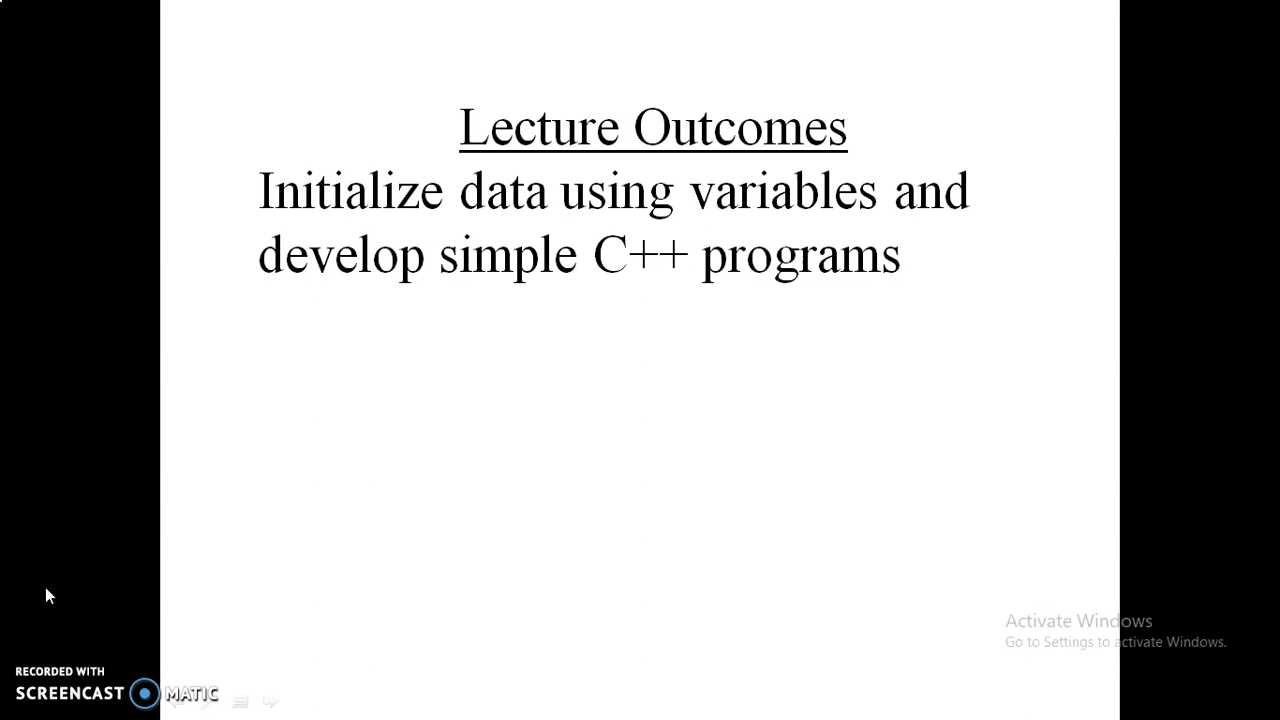 Lecture Outcomes
Initialize data using variables and
develop simple C++ programs
Activate Windows
Go to Settings to activate Windows.
RECORDED WITH
SCREENCAST MATIC